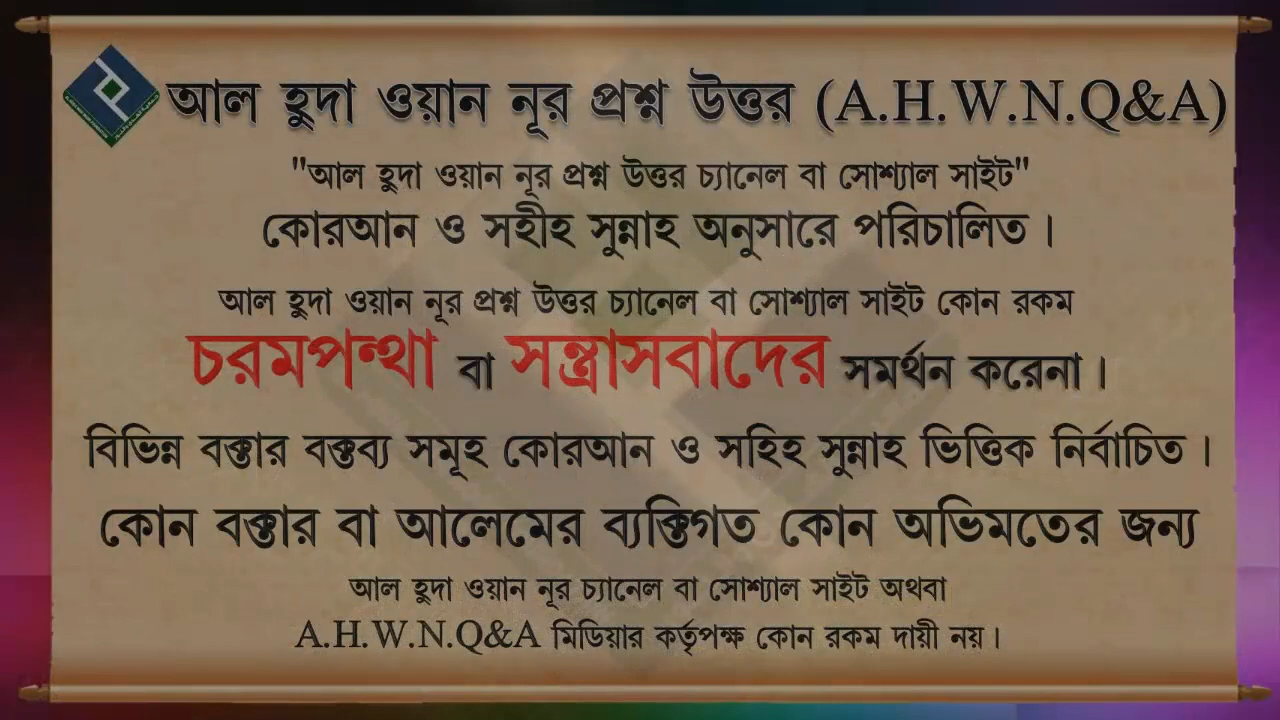 আল হুদা ওয়ান নূর প্রশ্ন উত্তর (A.H.W.N.Q&A)
"আল হুদা ওয়ান নূর প্রশ্ন উত্তর চ্যানেল বা সোশ্যাল সাইট"
কোরআন ও সহীহ সুন্নাহ অনুসারে পরিচালিত।
আল হুদা ওয়ান নূর প্রশ্ন উত্তর চ্যানেল বা সোশ্যাল সাইট কোন রকম
চরমপন্থা বা সন্ত্রাসবাদের সমর্থন করেনা।
বিভিন্ন বক্তার বক্তব্য সমূহ কোরআন ও সহিহ সুন্নাহ ভিত্তিক নির্বাচিত।
কোন বক্তার বা আলেমের ব্যক্তিগত কোন অভিমতের জন্য
আল হুদা ওয়ান নূর চ্যানেল বা সোশ্যাল সাইট অথবা
A.H.W.N.Q&A মিডিয়ার কর্তৃপক্ষ কোন রকম দায়ী নয়।